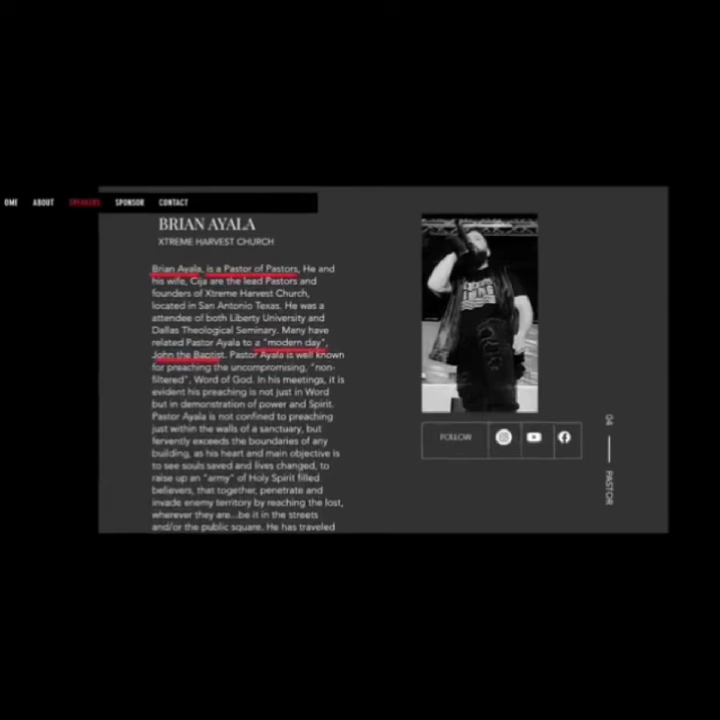 OME ABOUT SPEAKERS SPONSOR CONTACT
BRIAN AYALA
XTREME HARVEST CHURCH
Brian Ayala, is a Pastor of Pastors, He and
his wife, Cija are the lead Pastors and
founders of Xtreme Harvest Church,
located in San Antonio Texas. He was a
attendee of both Liberty University and
Dallas Theological Seminary. Many have
related Pastor Ayala to a "modern day",
John the Baptist. Pastor Ayala is well known
for preaching the uncompromising, "non-
filtered", Word of God. In his meetings, it is
evident his preaching is not just in Word
but in demonstration of power and Spirit.
Pastor Ayala is not confined to preaching
just within the walls of a sanctuary, but
fervently exceeds the boundaries of any
building, as his heart and main objective is
to see souls saved and lives changed, to
raise up an "army" of Holy Spirit filled
believers, that together, penetrate and
invade enemy territory by reaching the lost,
wherever they are...be it in the streets
and/or the public square. He has traveled
FOLLOW
04
PASTOR